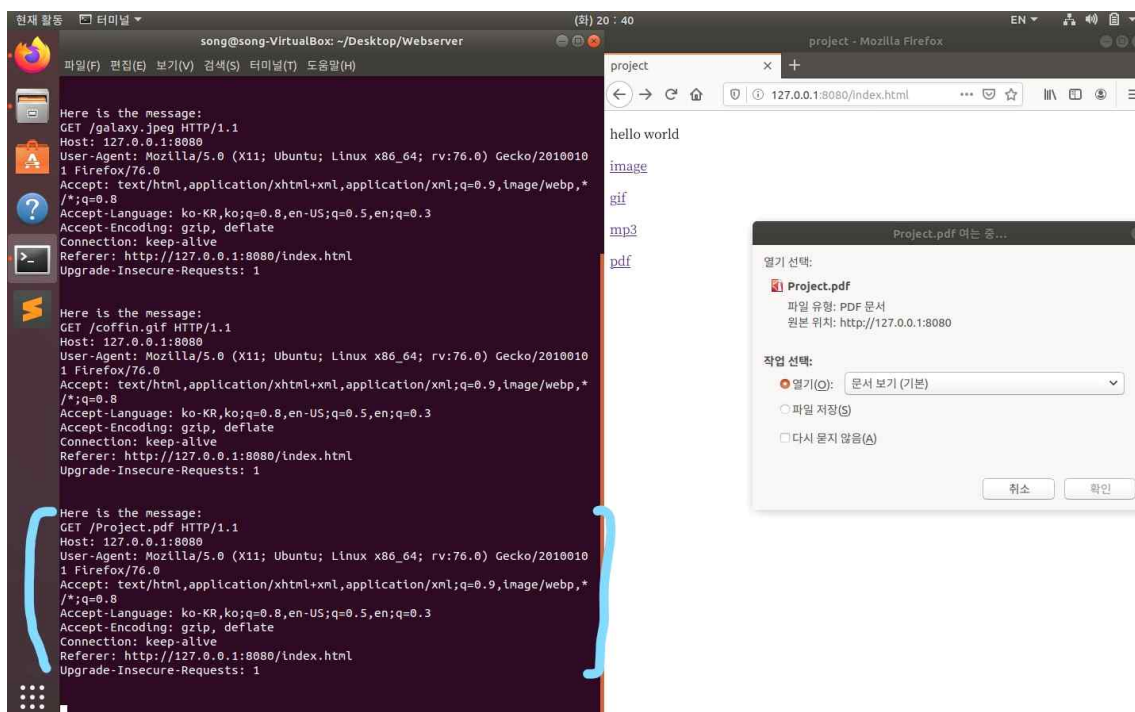 현재 활동 터미널 ▾ (화) 20 : 40 EN ▾
song@song-VirtualBox: ~/Desktop/Webserver
파일(F) 편집(E) 보기(V) 검색(S) 터미널(T) 도움말(H)
Here is the message:
GET /galaxy.jpeg HTTP/1.1
Host: 127.0.0.1:8080
User-Agent: Mozilla/5.0 (X11; Ubuntu; Linux x86_64; rv:76.0) Gecko/2010010
1 Firefox/76.0
Accept: text/html,application/xhtml+xml,application/xml;q=0.9,image/webp,*
/*;q=0.8
Accept-Language: ko-KR,ko;q=0.8,en-US;q=0.5,en;q=0.3
Accept-Encoding: gzip, deflate
Connection: keep-alive
Referer: http://127.0.0.1:8080/index.html
Upgrade-Insecure-Requests: 1
Here is the message:
GET /coffin.gif HTTP/1.1
Host: 127.0.0.1:8080
User-Agent: Mozilla/5.0 (X11; Ubuntu; Linux x86_64; rv:76.0) Gecko/2010010
1 Firefox/76.0
Accept: text/html,application/xhtml+xml,application/xml;q=0.9,image/webp,*
/*;q=0.8
Accept-Language: ko-KR,ko;q=0.8,en-US;q=0.5,en;q=0.3
Accept-Encoding: gzip, deflate
Connection: keep-alive
Referer: http://127.0.0.1:8080/index.html
Upgrade-Insecure-Requests: 1
Here is the message:
GET /Project.pdf HTTP/1.1
Host: 127.0.0.1:8080
User-Agent: Mozilla/5.0 (X11; Ubuntu; Linux x86_64; rv:76.0) Gecko/2010010
1 Firefox/76.0
Accept: text/html,application/xhtml+xml,application/xml;q=0.9,image/webp,*
/*;q=0.8
Accept-Language: ko-KR,ko;q=0.8,en-US;q=0.5,en;q=0.3
Accept-Encoding: gzip, deflate
Connection: keep-alive
Referer: http://127.0.0.1:8080/index.html
Upgrade-Insecure-Requests: 1
project - Mozilla Firefox
project
127.0.0.1:8080/index.html
hello world
image
gif
mp3
pdf
Project.pdf 여는 중...
열기 선택:
Project.pdf
파일 유형: PDF 문서
원본 위치: http://127.0.0.1:8080
작업 선택:
열기(O): 문서 보기 (기본)
파일 저장(S)
다시 묻지 않음(A)
취소 확인